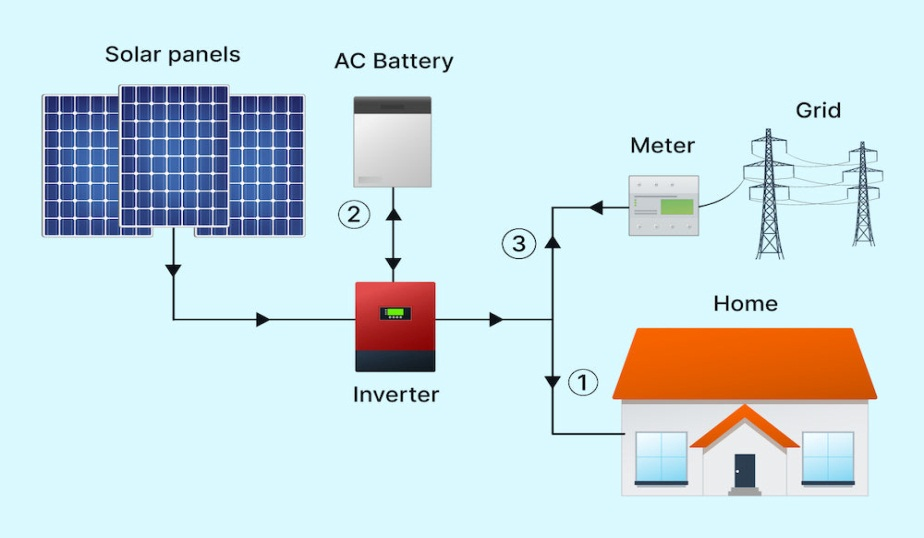 Solar panels
AC Battery
Grid
Meter
2
3
Home
1
Inverter